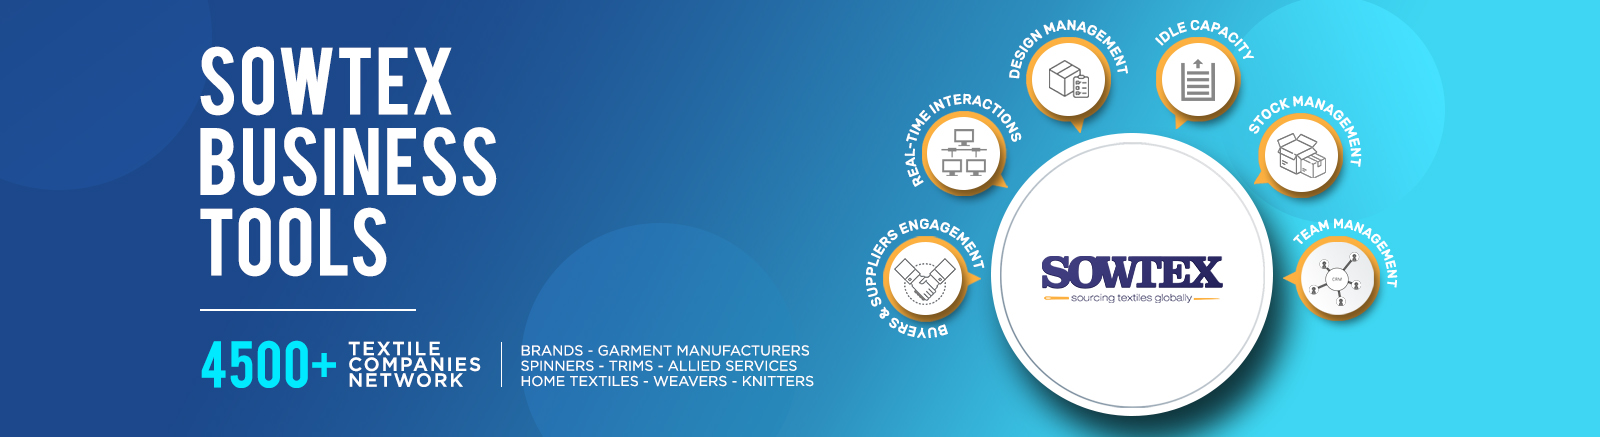 SOWTEX
BUSINESS
TOOLS
4500+
TEXTILE
COMPANIES
NETWORK
BRANDS - GARMENT MANUFACTURERS
SPINNERS - TRIMS - ALLIED SERVICES
HOME TEXTILES - WEAVERS - KNITTERS
BUYERS & SUPPLIERS ENGAGEMENT
REAL-TIME INTERACTIONS
DESIGN MANAGEMENT
IDLE CAPACITY
STOCK MANAGEMENT
TEAM MANAGEMENT
CRM
SOWTEX
sourcing textiles globally